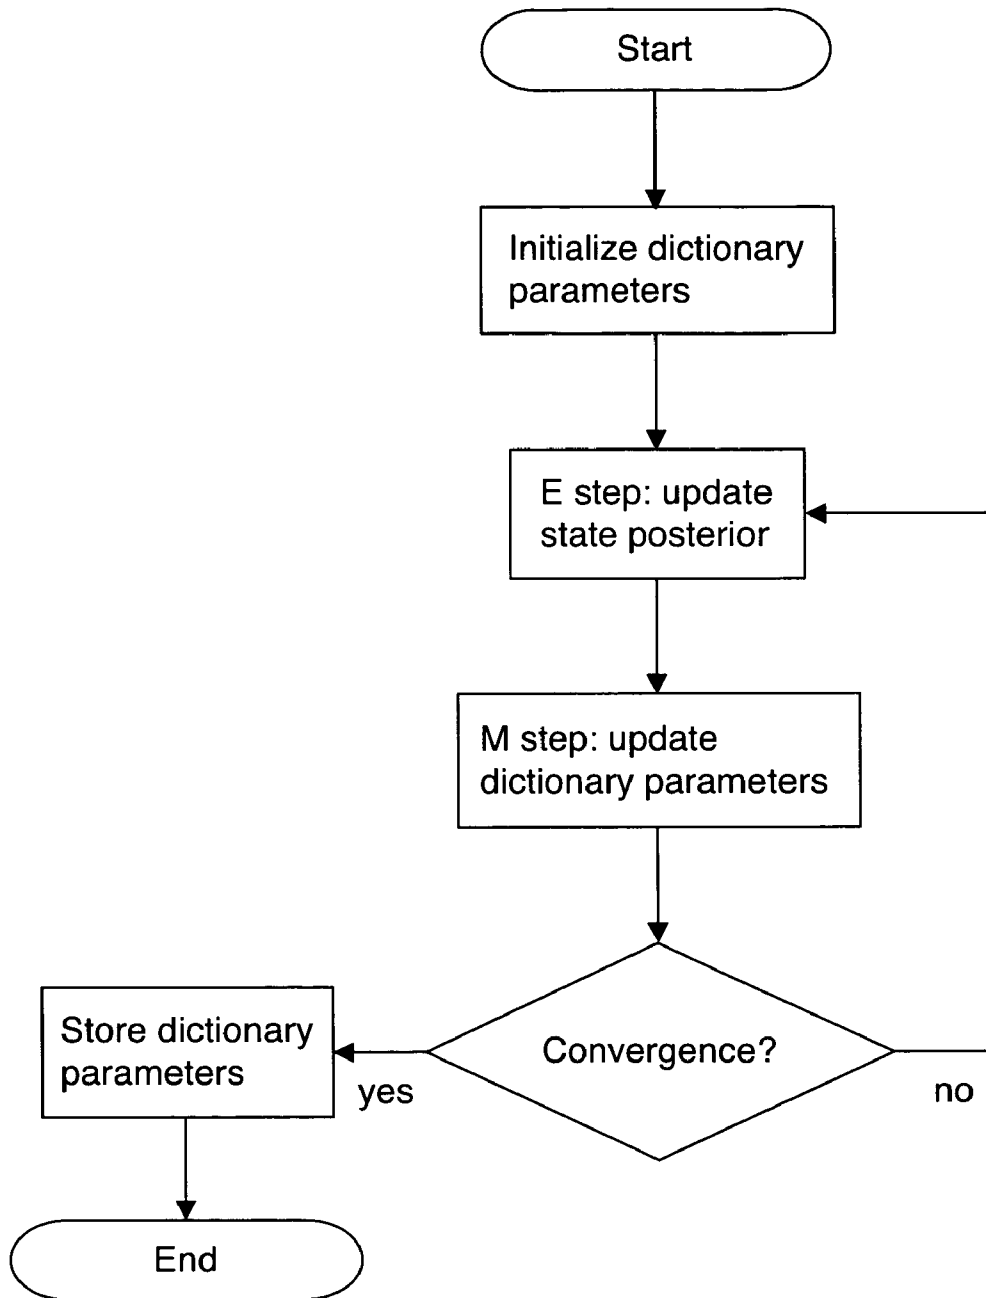 Start
Initialize dictionary
parameters
E step: update
state posterior
M step: update
dictionary parameters
Convergence?
yes
no
Store dictionary
parameters
End